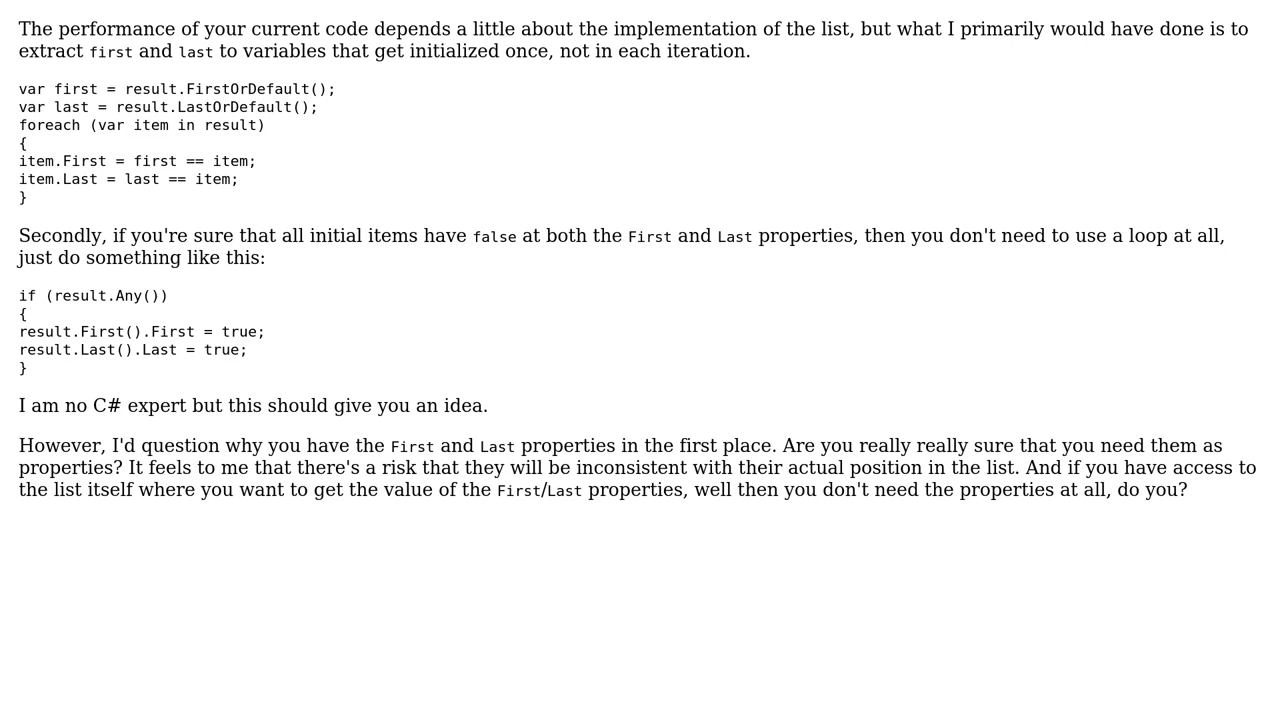 The performance of your current code depends a little about the implementation of the list, but what I primarily would have done is to
extract first and last to variables that get initialized once, not in each iteration.
var first = result.FirstOrDefault();
var last = result.LastOrDefault();
foreach (var item in result)
{
item.First = first == item;
item.Last = last == item;
}
Secondly, if you're sure that all initial items have false at both the First and Last properties, then you don't need to use a loop at all,
just do something like this:
if (result.Any())
{
result.First().First = true;
result.Last().Last = true;
}
I am no C# expert but this should give you an idea.
However, I'd question why you have the First and Last properties in the first place. Are you really really sure that you need them as
properties? It feels to me that there's a risk that they will be inconsistent with their actual position in the list. And if you have access to
the list itself where you want to get the value of the First/Last properties, well then you don't need the properties at all, do you?